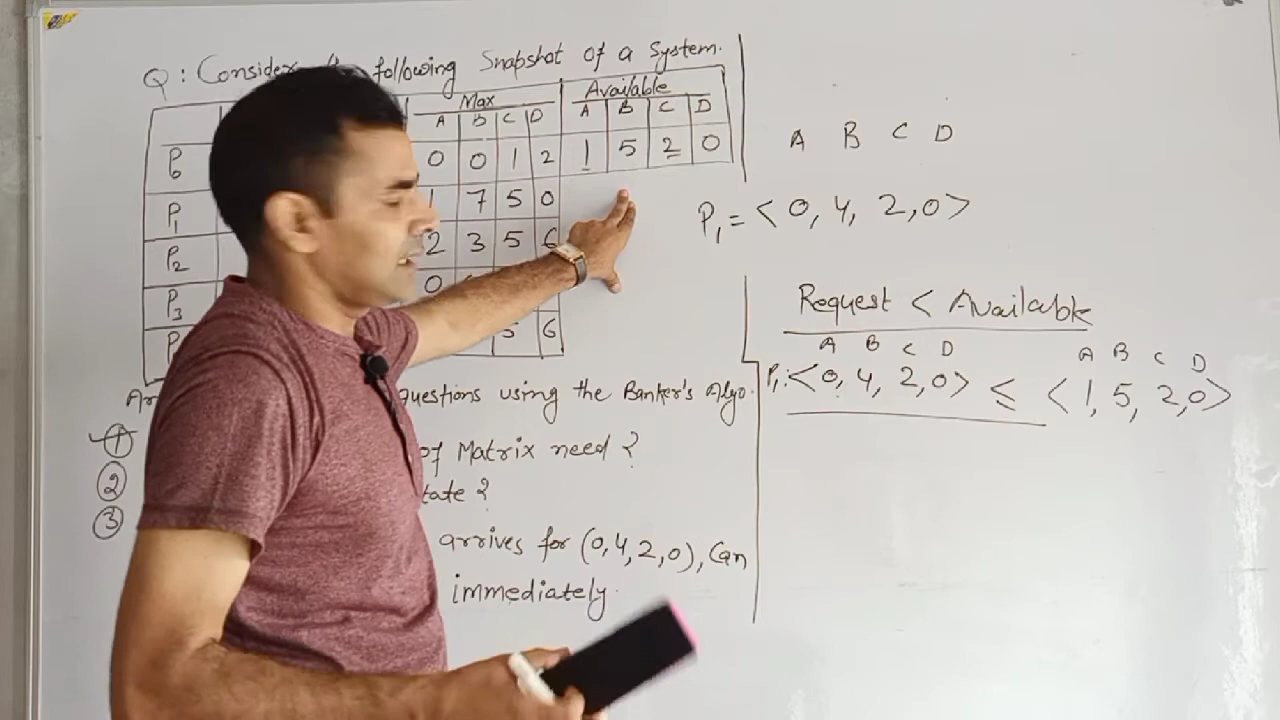 Q: Consider following Snapshot of a System.
Max Available
A B C D A B C D
P0 0 0 1 2 1 5 2 0
P1 1 7 5 0
P2 2 3 5 6
P3 0
P 5 6
questions using the Banker's Algo.
① of Matrix need?
② tate?
③ arrives for (0,4,2,0), Can
immediately.
A B C D
P1 = <0, 4, 2,0>
Request < Available
A B C D A B C D
P1: <0, 4, 2,0> ≤ <1, 5, 2,0>